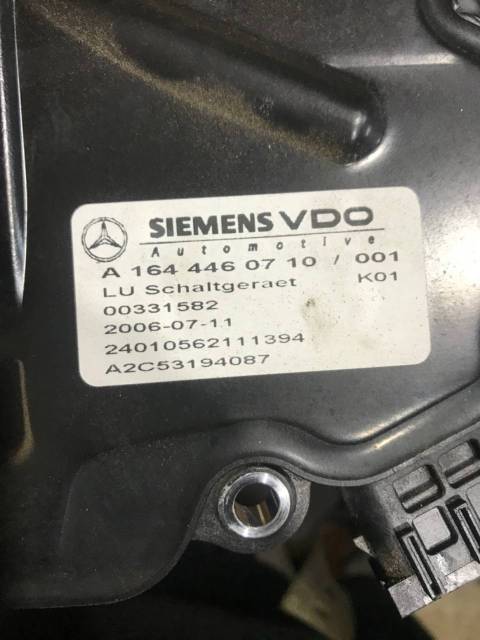 SIEMENS VDO
Automotive
A 164 446 07 10 / 001
LU Schaltgeraet K01
00331582
2006-07-11
24010562111394
A2C53194087